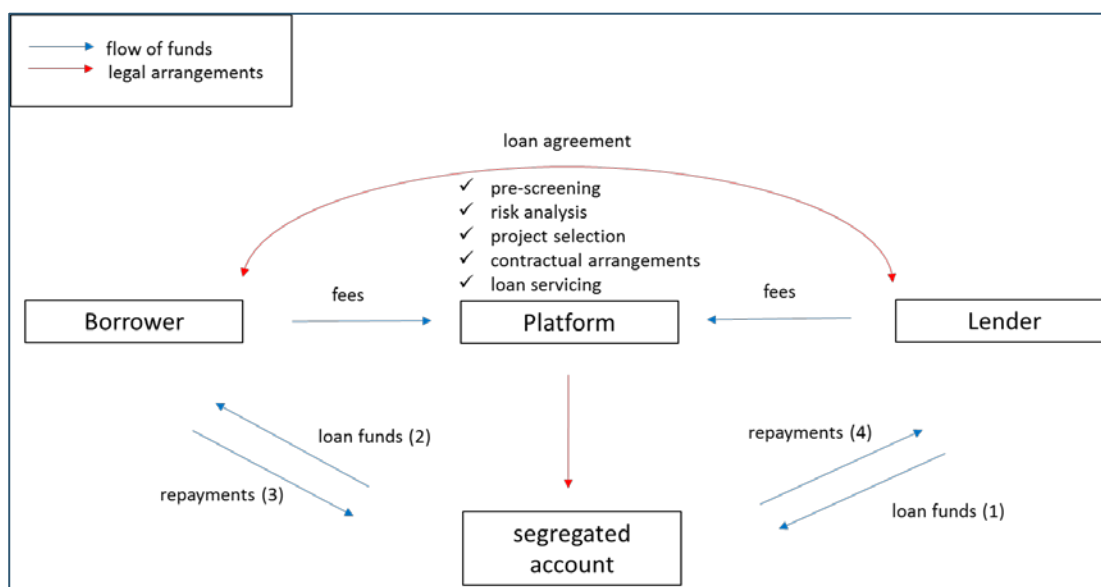 flow of funds
legal arrangements
loan agreement
✓ pre-screening
✓ risk analysis
✓ project selection
✓ contractual arrangements
✓ loan servicing
fees
fees
Borrower
Platform
Lender
loan funds (2)
repayments (4)
repayments (3)
loan funds (1)
segregated
account